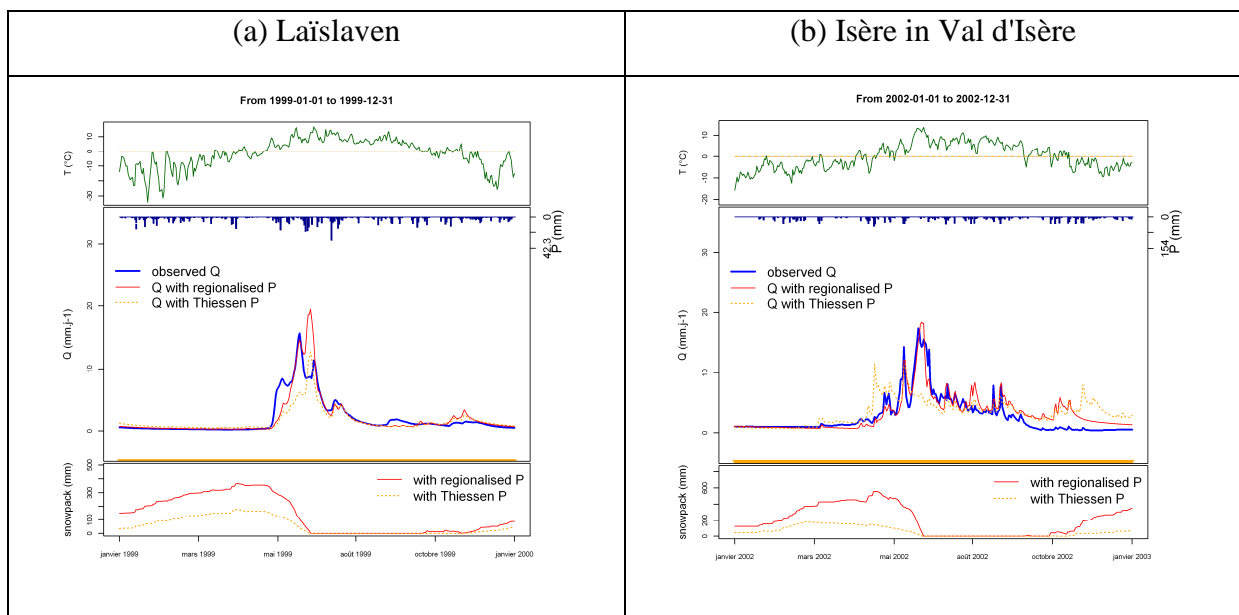 (a) Laïslaven
(b) Isère in Val d'Isère
From 1999-01-01 to 1999-12-31
T (°C)
10
-10
-30
0
42.3
P (mm)
30
20
10
0
Q (mm.j-1)
observed Q
Q with regionalised P
Q with Thiessen P
500
300
100
0
snowpack (mm)
with regionalised P
with Thiessen P
janvier 1999
mars 1999
mai 1999
août 1999
octobre 1999
janvier 2000
From 2002-01-01 to 2002-12-31
T (°C)
10
0
-10
-20
0
154
P (mm)
30
20
10
0
Q (mm.j-1)
observed Q
Q with regionalised P
Q with Thiessen P
200
0
snowpack (mm)
with regionalised P
with Thiessen P
janvier 2002
mars 2002
mai 2002
août 2002
octobre 2002
janvier 2003